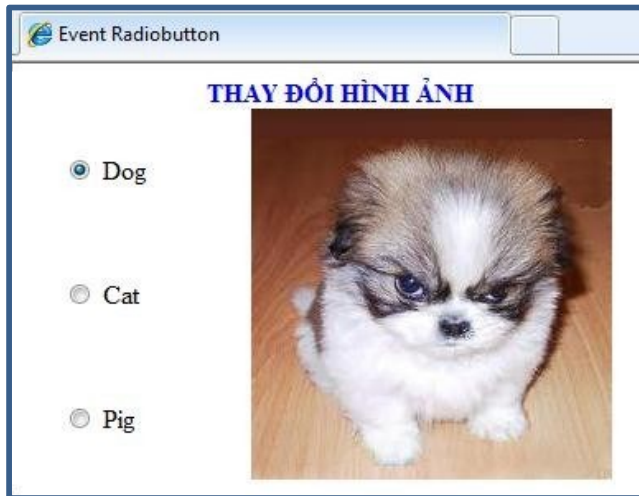 Event Radiobutton
THAY ĐỔI HÌNH ẢNH
Dog
Cat
Pig